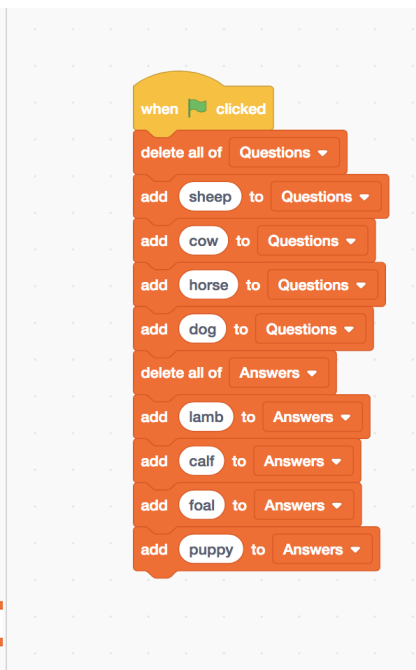 when clicked
delete all of Questions
add sheep to Questions
add cow to Questions
add horse to Questions
add dog to Questions
delete all of Answers
add lamb to Answers
add calf to Answers
add foal to Answers
add puppy to Answers